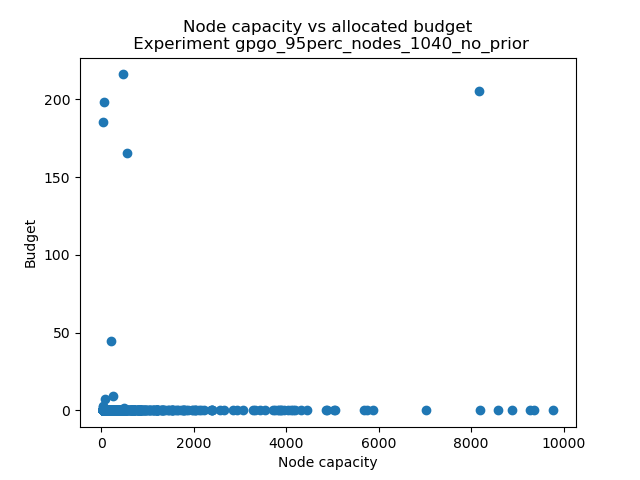 Node capacity vs allocated budget
Experiment gpgo_95perc_nodes_1040_no_prior
200
150
100
50
0
Budget
0 2000 4000 6000 8000 10000
Node capacity